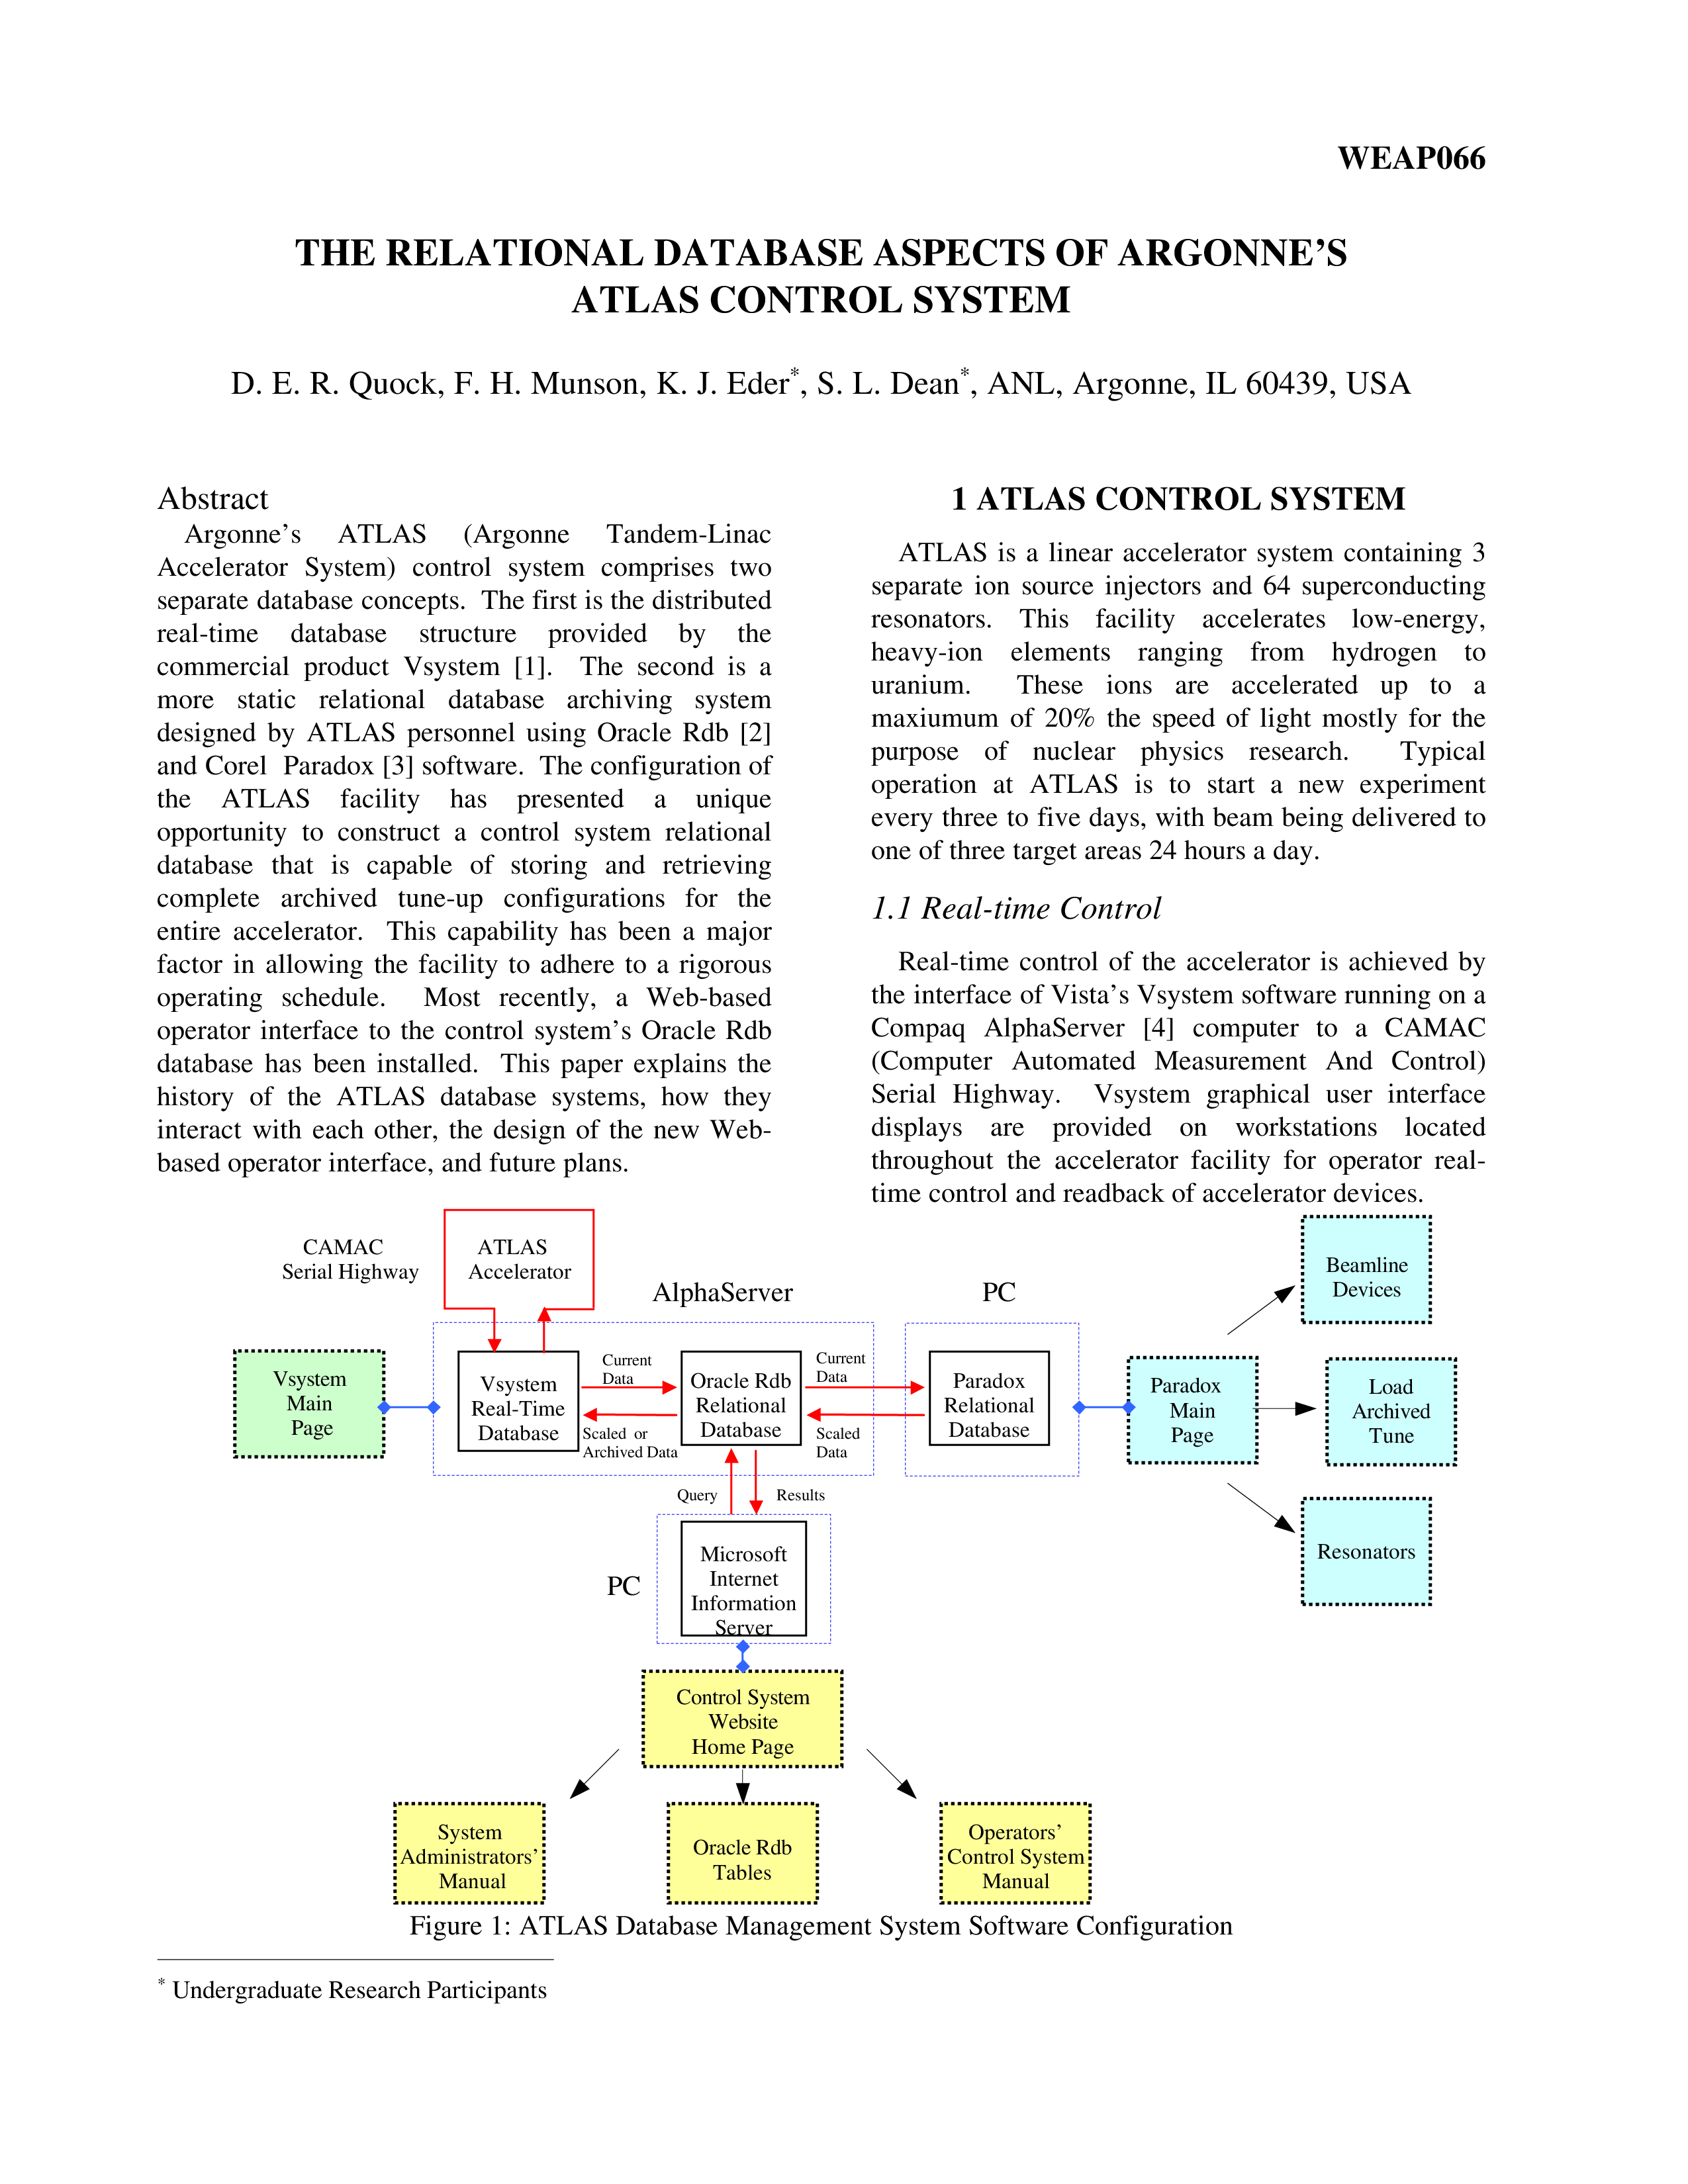 WEAP066
THE RELATIONAL DATABASE ASPECTS OF ARGONNE'S
ATLAS CONTROL SYSTEM
D. E. R. Quock, F. H. Munson, K. J. Eder*, S. L. Dean*, ANL, Argonne, IL 60439, USA
Abstract
Argonne's ATLAS (Argonne Tandem-Linac
Accelerator System) control system comprises two
separate database concepts. The first is the distributed
real-time database structure provided by the
commercial product Vsystem [1]. The second is a
more static relational database archiving system
designed by ATLAS personnel using Oracle Rdb [2]
and Corel Paradox [3] software. The configuration of
the ATLAS facility has presented a unique
opportunity to construct a control system relational
database that is capable of storing and retrieving
complete archived tune-up configurations for the
entire accelerator. This capability has been a major
factor in allowing the facility to adhere to a rigorous
operating schedule. Most recently, a Web-based
operator interface to the control system's Oracle Rdb
database has been installed. This paper explains the
history of the ATLAS database systems, how they
interact with each other, the design of the new Web-
based operator interface, and future plans.
1 ATLAS CONTROL SYSTEM
ATLAS is a linear accelerator system containing 3
separate ion source injectors and 64 superconducting
resonators. This facility accelerates low-energy,
heavy-ion elements ranging from hydrogen to
uranium. These ions are accelerated up to a
maxiumum of 20% the speed of light mostly for the
purpose of nuclear physics research. Typical
operation at ATLAS is to start a new experiment
every three to five days, with beam being delivered to
one of three target areas 24 hours a day.
1.1 Real-time Control
Real-time control of the accelerator is achieved by
the interface of Vista's Vsystem software running on a
Compaq AlphaServer [4] computer to a CAMAC
(Computer Automated Measurement And Control)
Serial Highway. Vsystem graphical user interface
displays are provided on workstations located
throughout the accelerator facility for operator real-
time control and readback of accelerator devices.
CAMAC
Serial Highway
ATLAS
Accelerator
AlphaServer
PC
Beamline
Devices
Vsystem
Main
Page
Vsystem
Real-Time
Database
Current
Data
Scaled or
Archived Data
Oracle Rdb
Relational
Database
Current
Data
Scaled
Data
Paradox
Relational
Database
Paradox
Main
Page
Load
Archived
Tune
Query
Results
Resonators
PC
Microsoft
Internet
Information
Server
Control System
Website
Home Page
System
Administrators'
Manual
Oracle Rdb
Tables
Operators'
Control System
Manual
Figure 1: ATLAS Database Management System Software Configuration
* Undergraduate Research Participants